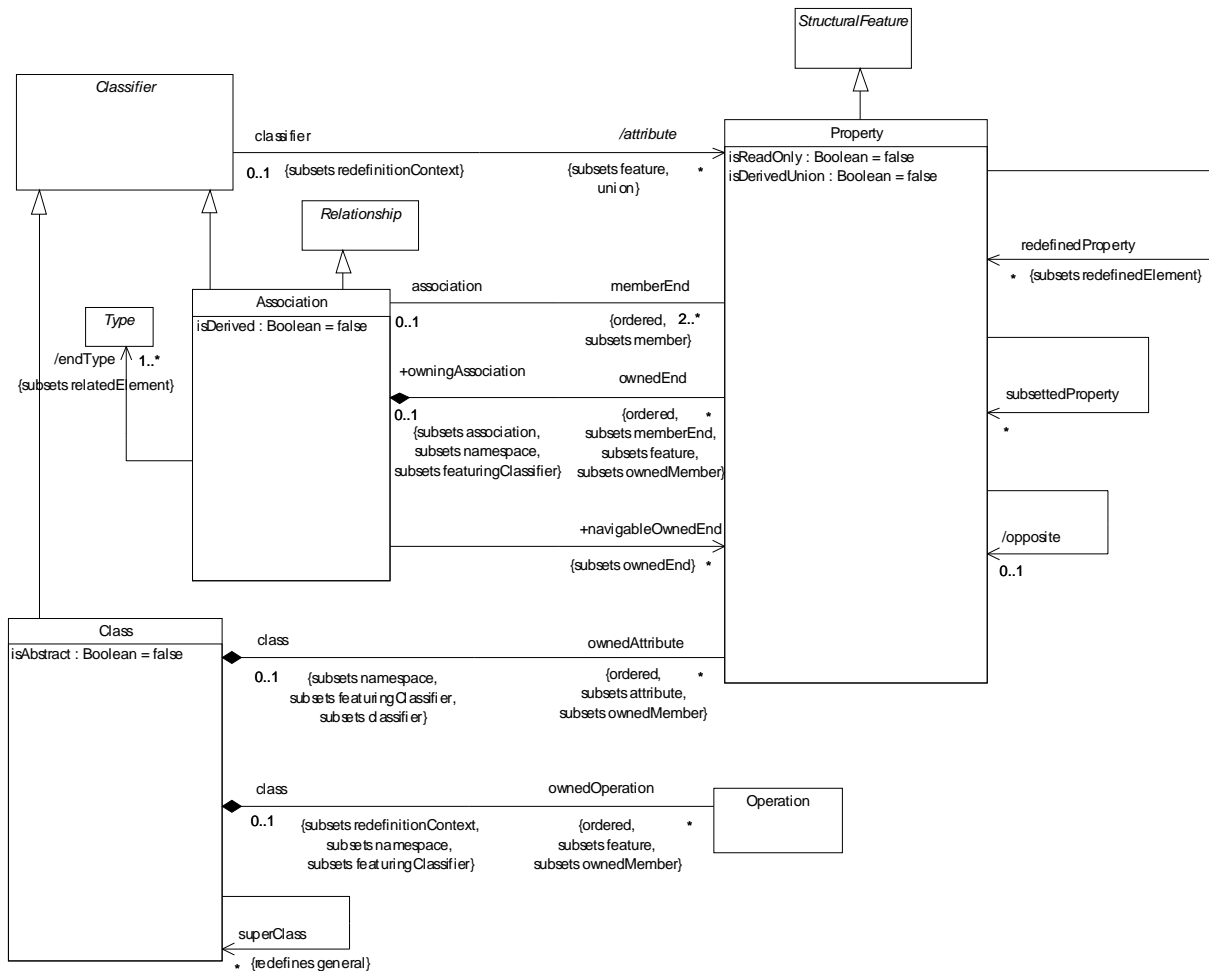 StructuralFeature
Classifier
classifier
/attribute
0..1 {subsets redefinitionContext}
{subsets feature, *
union}
Property
isReadOnly : Boolean = false
isDerivedUnion : Boolean = false
Relationship
redefinedProperty
* {subsets redefinedElement}
association
memberEnd
Association
isDerived : Boolean = false
0..1
{ordered, 2..*
subsets member}
Type
/endType 1..*
{subsets relatedElement}
+owningAssociation
ownedEnd
0..1
{subsets association,
subsets namespace,
subsets featuringClassifier}
{ordered, *
subsets memberEnd,
subsets feature,
subsets ownedMember}
subsettedProperty
*
+navigableOwnedEnd
{subsets ownedEnd} *
/opposite
0..1
Class
isAbstract : Boolean = false
class
ownedAttribute
0..1 {subsets namespace,
subsets featuringClassifier,
subsets classifier}
{ordered, *
subsets attribute,
subsets ownedMember}
class
ownedOperation
Operation
0..1 {subsets redefinitionContext,
subsets namespace,
subsets featuringClassifier}
{ordered, *
subsets feature,
subsets ownedMember}
superClass
* {redefines general}